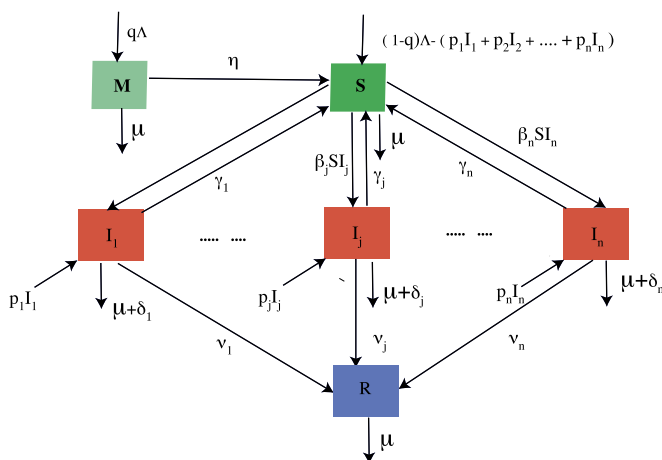 qΛ
(1-q)Λ-(p₁I₁+p₂I₂+....+pₙIₙ)
M
η
S
μ
μ
βₙSIₙ
βⱼSIⱼ
γ₁
γⱼ
γₙ
I₁
..... ....
Iⱼ
..... ....
Iₙ
p₁I₁
μ+δ₁
pⱼIⱼ
μ+δⱼ
pₙIₙ
μ+δₙ
ν₁
νⱼ
νₙ
R
μ